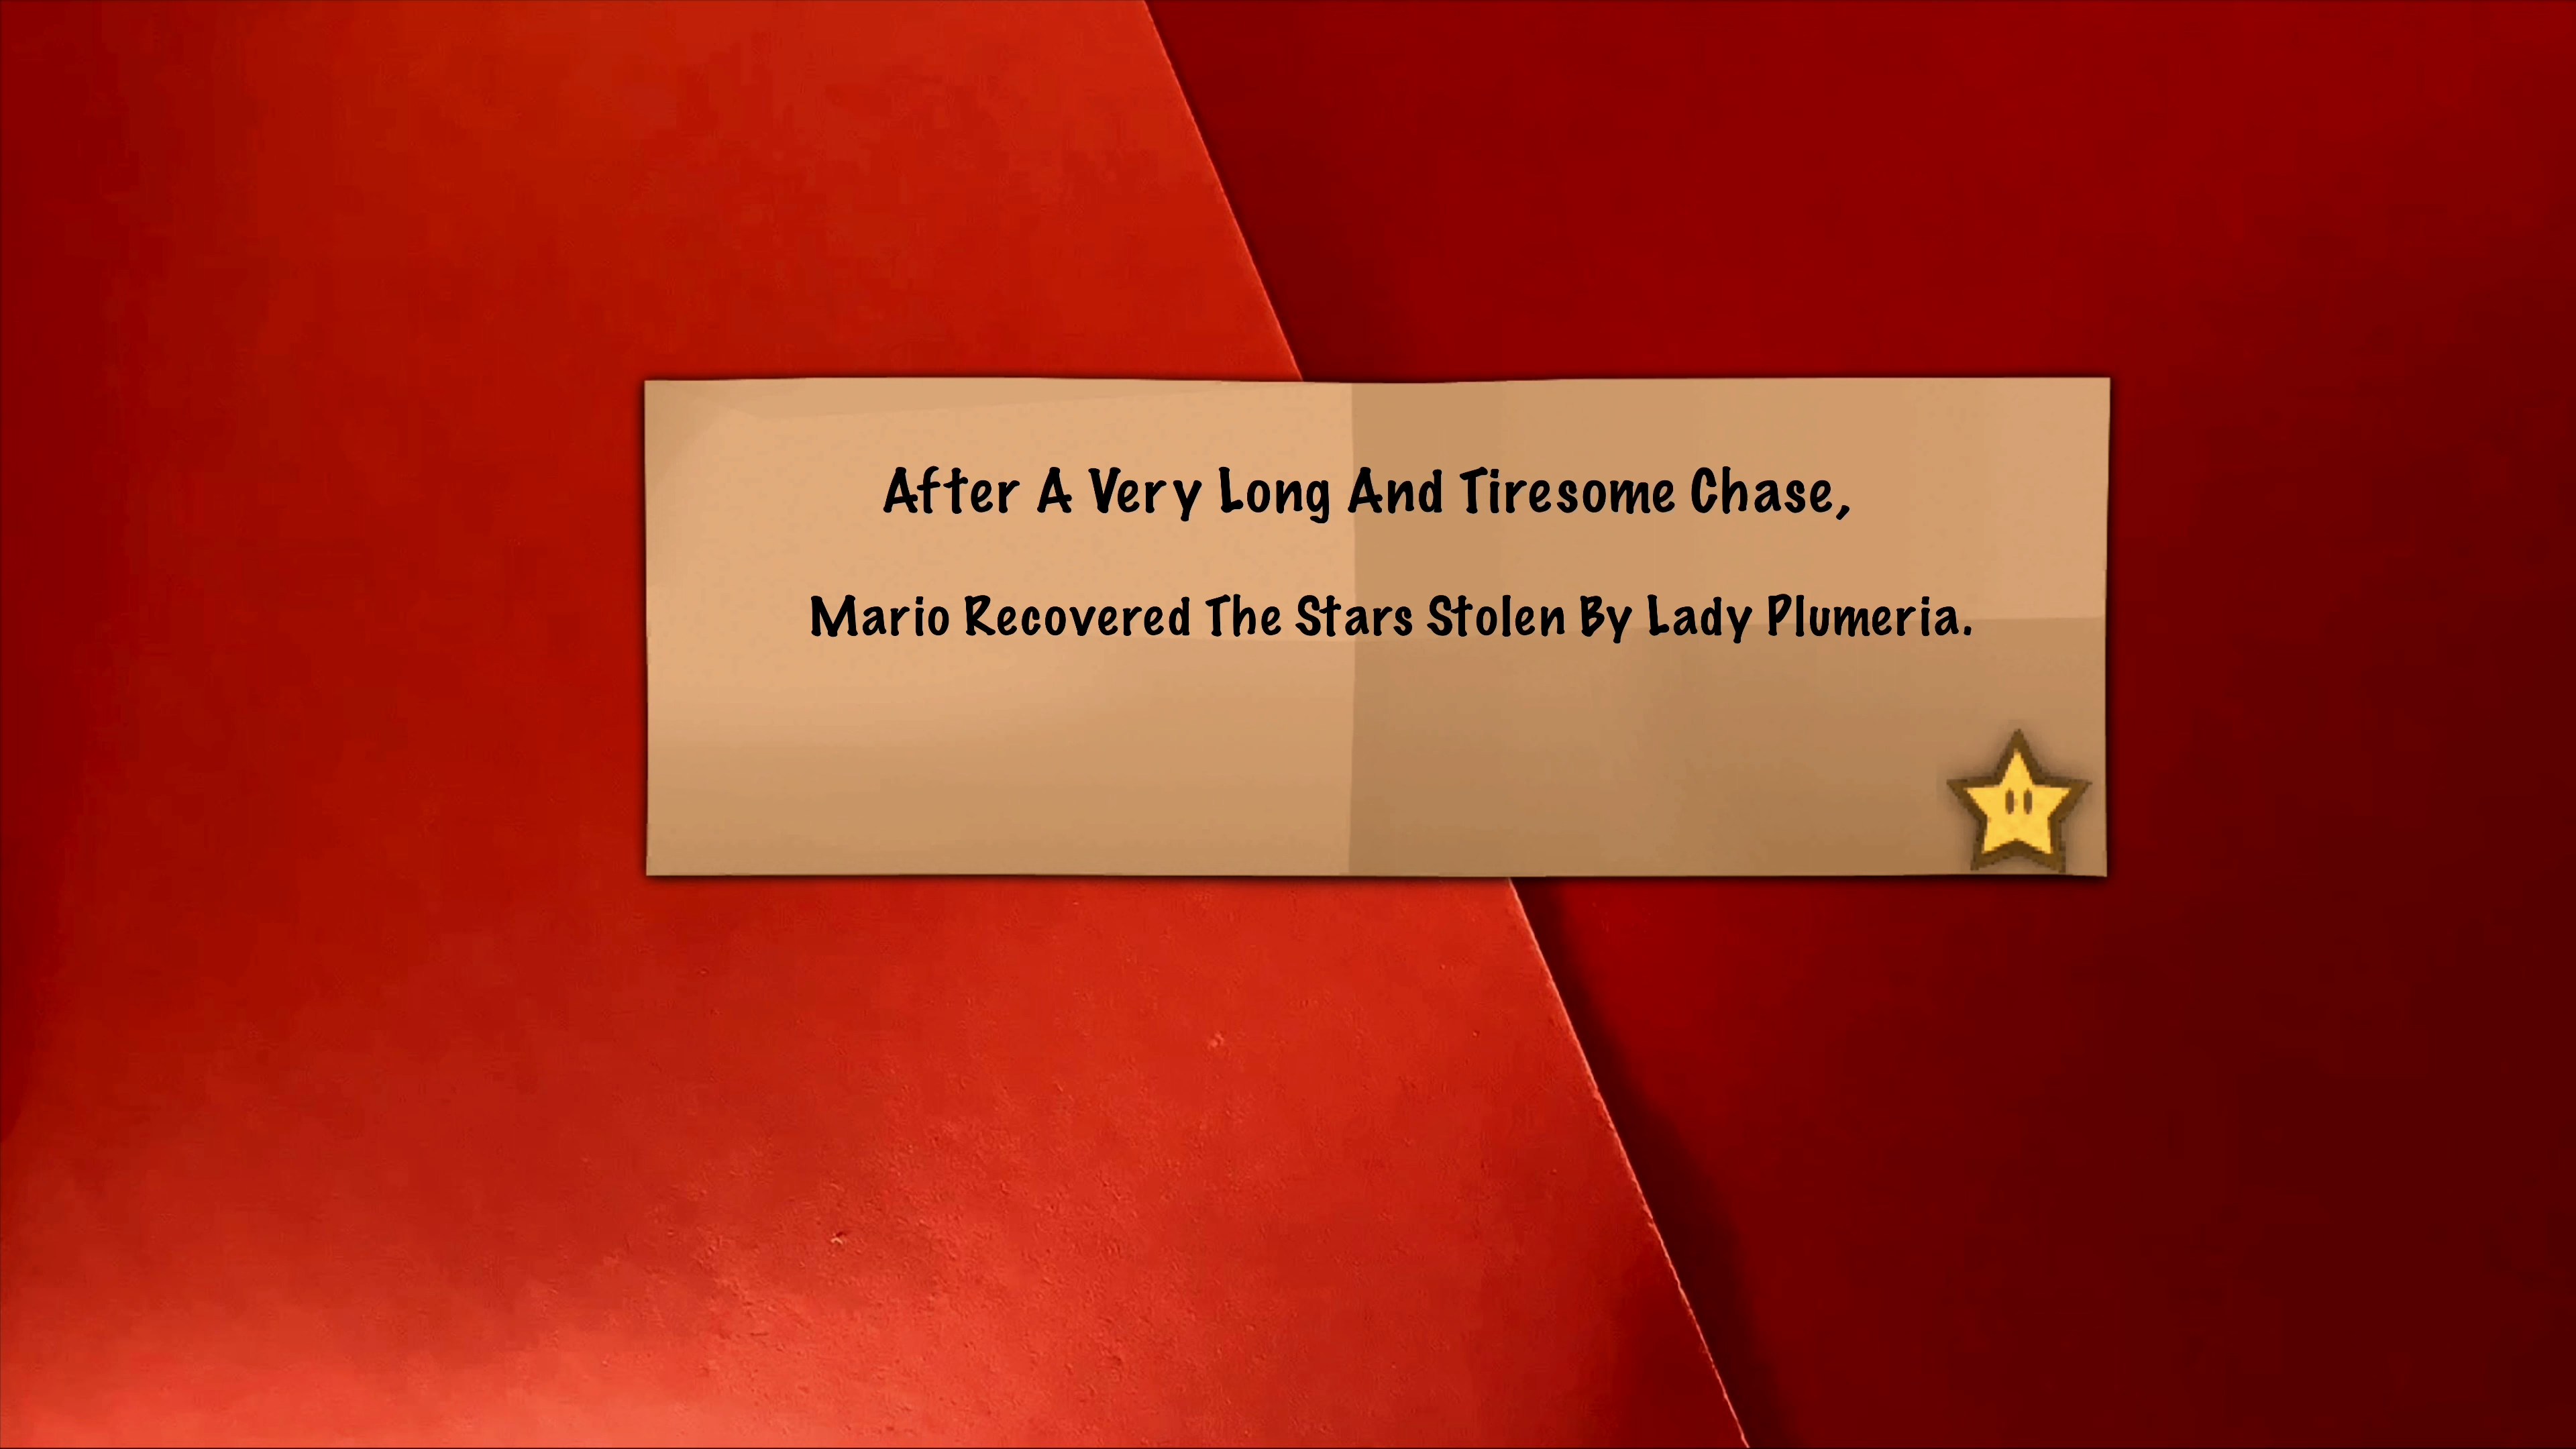 After A Very Long And Tiresome Chase,
Mario Recovered The Stars Stolen By Lady Plumeria.